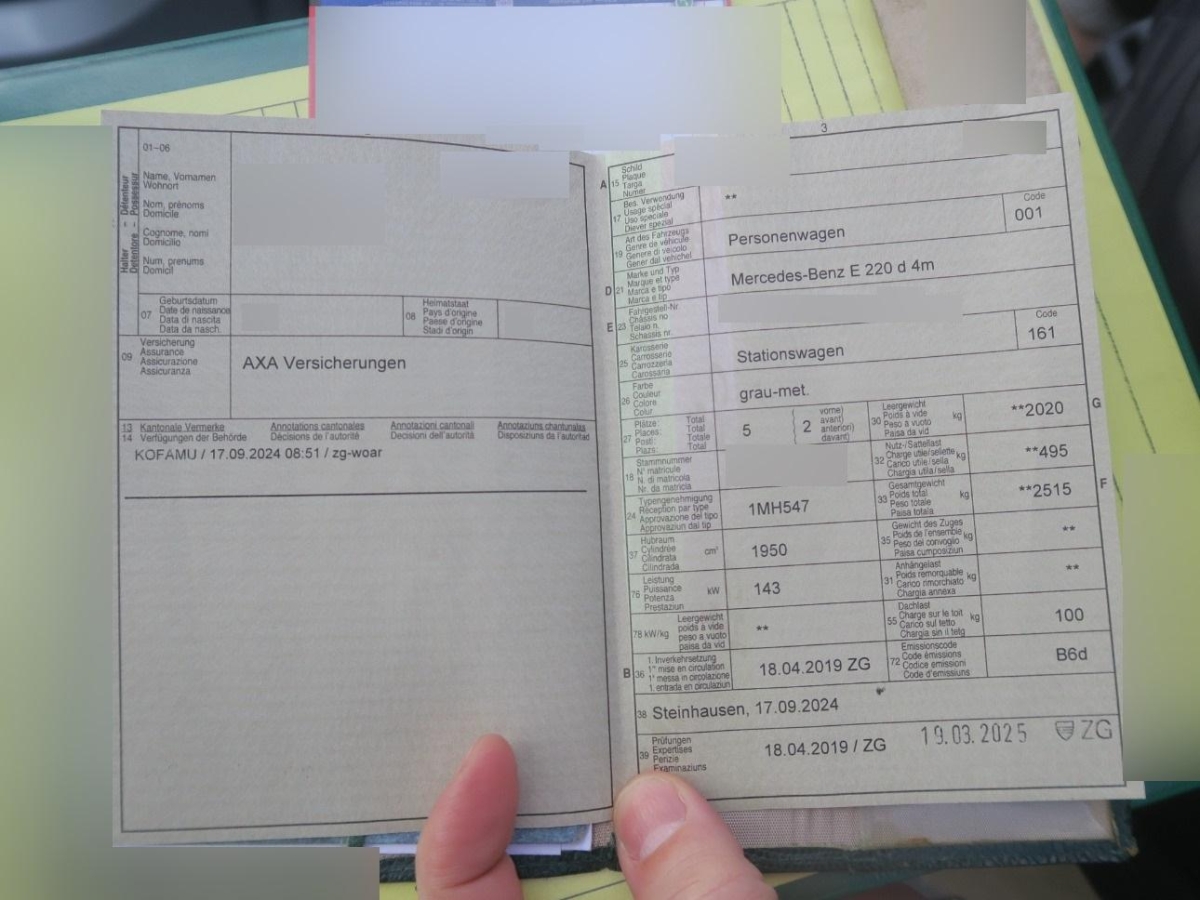 01–06
Halter – Détenteur
Detentore – Possessur
Name, Vornamen
Wohnort
Nom, prénoms
Domicile
Cognome, nomi
Domicilio
Num, prenums
Domicil
07
Geburtsdatum
Date de naissance
Data di nascita
Data da nasch.
08
Heimatstaat
Pays d'origine
Paese d'origine
Stadi d'origin
09
Versicherung
Assurance
Assicurazione
Assicuranza
AXA Versicherungen
13 Kantonale Vermerke Annotations cantonales Annotazioni cantonali Annotaziuns chantunalas
14 Verfügungen der Behörde Décisions de l'autorité Decisioni dell'autorità Disposiziuns da l'autoritad
KOFAMU / 17.09.2024 08:51 / zg-woar
3
A 15
Schild
Plaque
Targa
Numer
17
Bes. Verwendung
Usage spécial
Uso speciale
Diever spezial
**
19
Art des Fahrzeugs
Genre de véhicule
Genere di veicolo
Gener dal vehichel
Personenwagen
Code
001
D 21
Marke und Typ
Marque et type
Marca e tipo
Marca e tip
Mercedes-Benz E 220 d 4m
E 23
Fahrgestell-Nr.
Châssis no
Telaio n.
Schassis nr.
25
Karosserie
Carrosserie
Carrozzeria
Carossaria
Stationswagen
Code
161
26
Farbe
Couleur
Colore
Colur
grau-met.
27
Plätze: Total
Places: Total
Posti: Totale
Plazs: Total
5
2
vorne)
avant)
anteriori)
davant)
30
Leergewicht
Poids à vide
Peso a vuoto
Paisa da vid
kg
**2020
G
18
Stammnummer
N° matricule
N. di matricola
Nr. da matricla
32
Nutz-/Sattellast
Charge utile/sellette
Carico utile/sella
Chargia utila/sella
kg
**495
24
Typengenehmigung
Réception par type
Approvazione del tipo
Approvaziun dal tip
1MH547
33
Gesamtgewicht
Poids total
Peso totale
Paisa totala
kg
**2515
F
37
Hubraum
Cylindrée
Cilindrata
Cilindrada
cm³
1950
35
Gewicht des Zuges
Poids de l'ensemble
Peso del convoglio
Paisa cumposiziun
kg
**
76
Leistung
Puissance
Potenza
Prestaziun
kW
143
31
Anhängelast
Poids remorquable
Carico rimorchiato
Chargia annexa
kg
**
78 kW/kg
Leergewicht
poids à vide
peso a vuoto
paisa da vid
**
55
Dachlast
Charge sur le toit
Carico sul tetto
Chargia sin il tetg
kg
100
B 36
1. Inverkehrsetzung
1re mise en circulation
1a messa in circolazione
1. entrada en circulaziun
18.04.2019 ZG
72
Emissionscode
Code émissions
Codice emissioni
Code d'emissiuns
B6d
38 Steinhausen, 17.09.2024
39
Prüfungen
Expertises
Perizie
Examinaziuns
18.04.2019 / ZG 19.03.2025 ZG